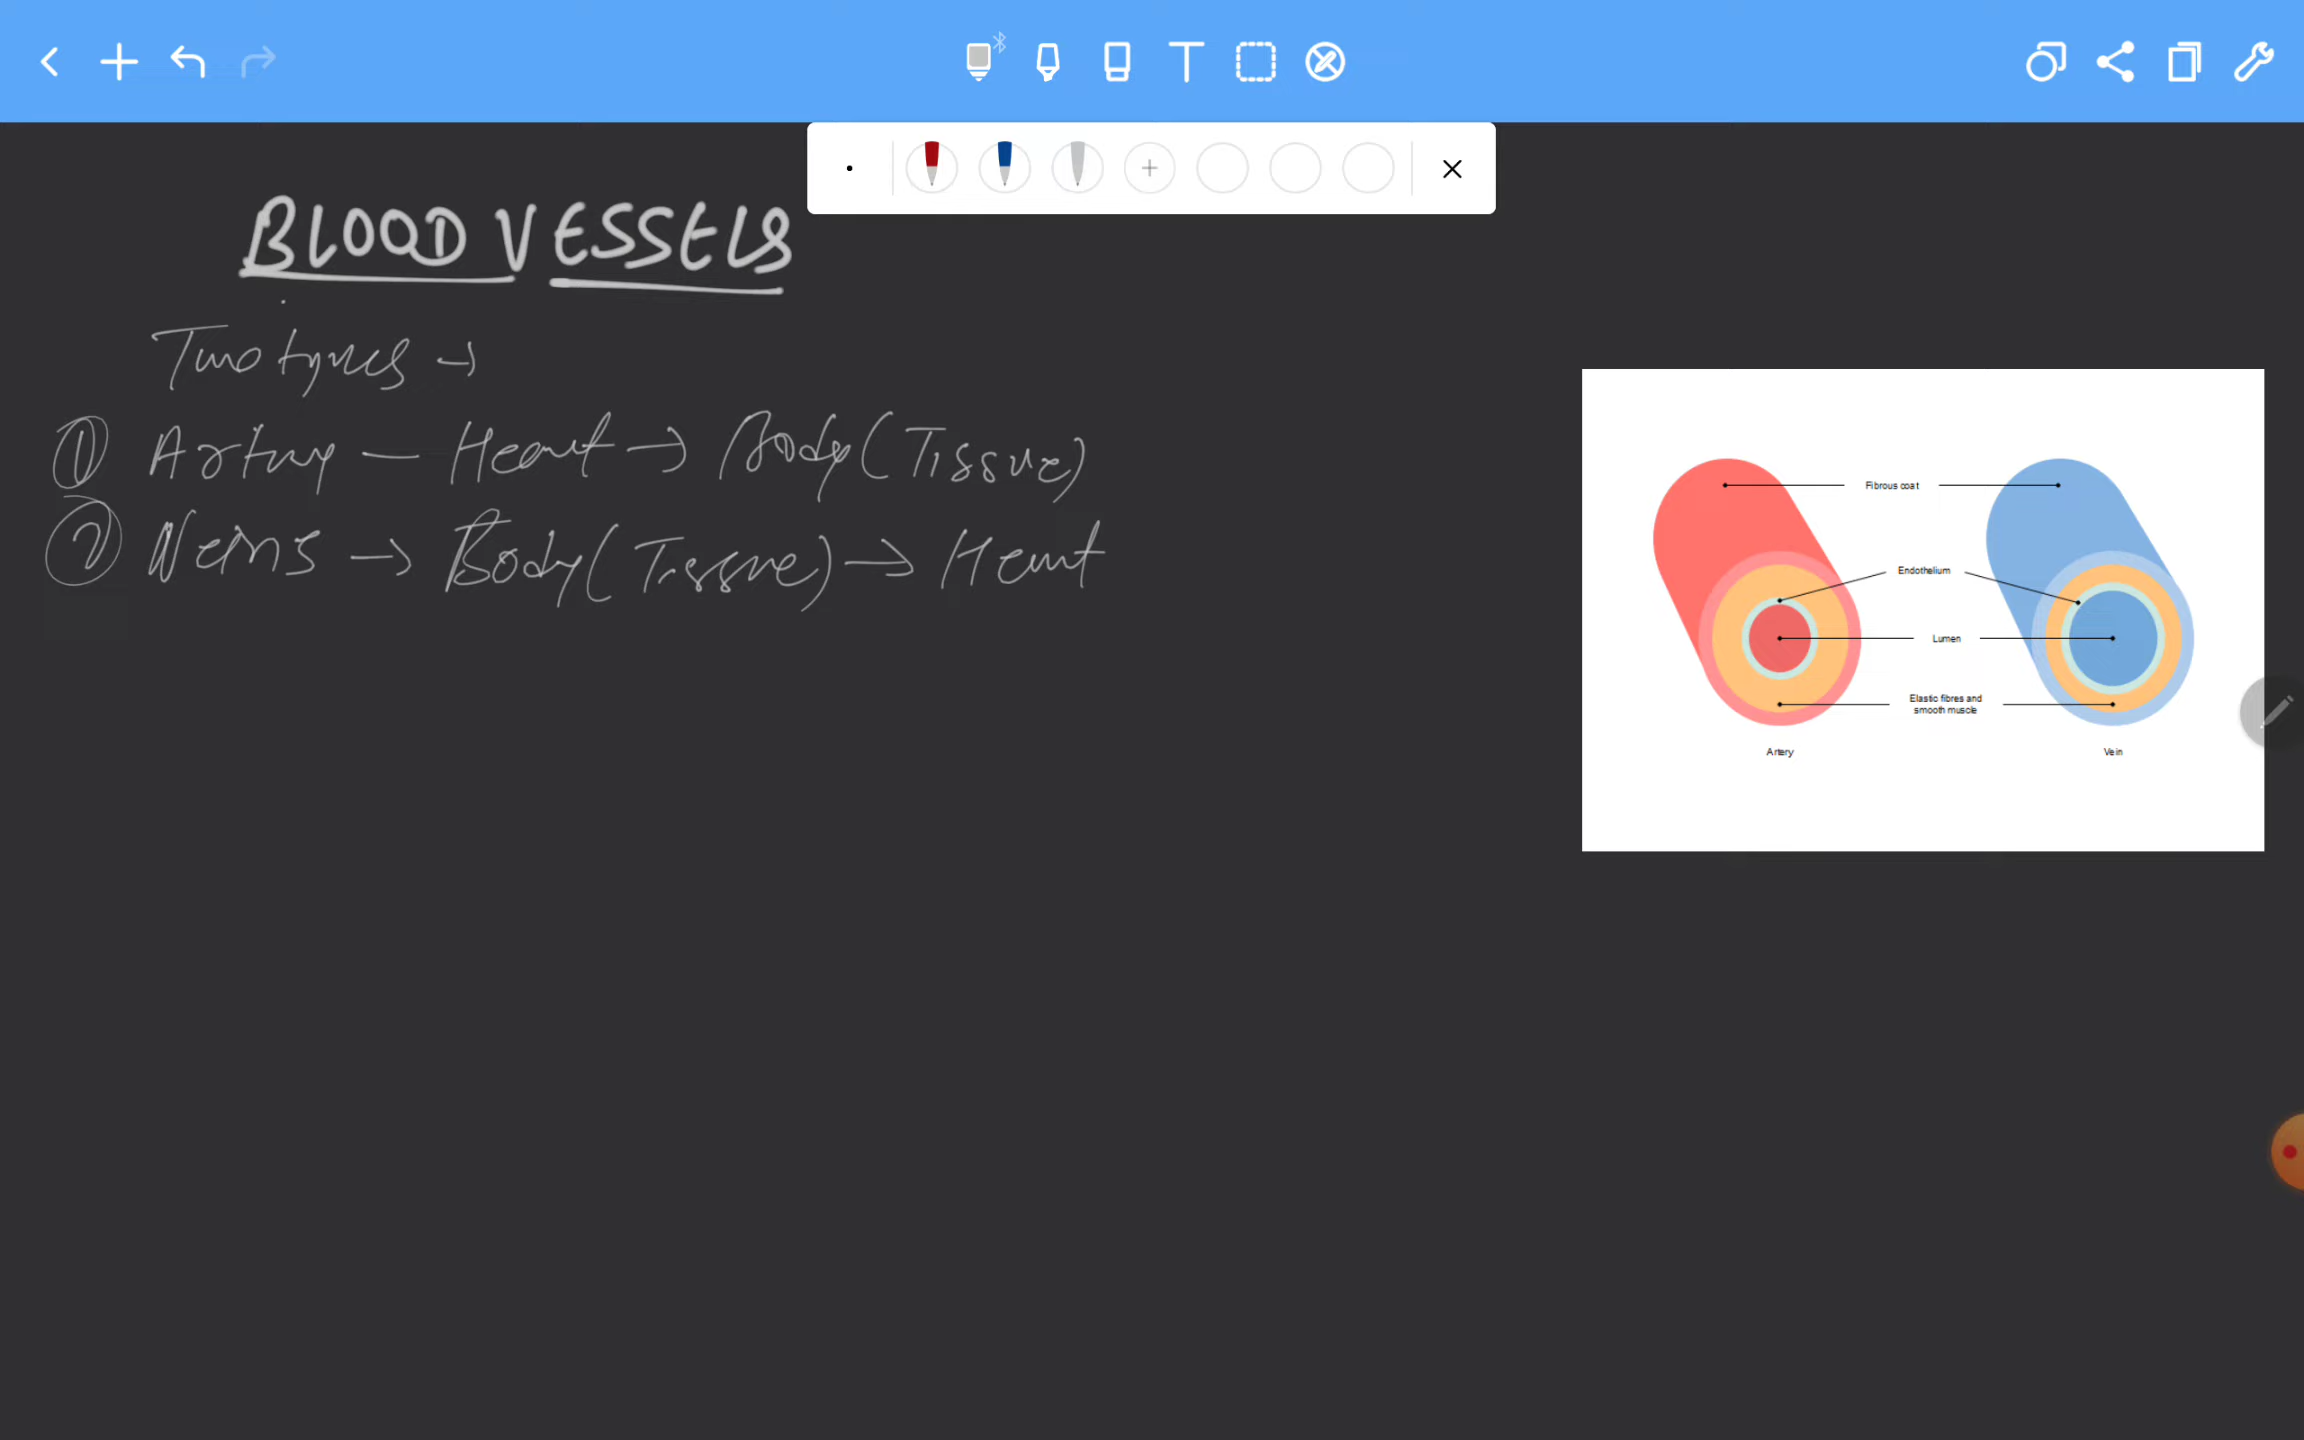 BLOOD VESSELS
Two types →
① Artery — Heart → Body (Tissue)
② Veins → Body (Tissue) → Heart
Fibrous coat
Endothelium
Lumen
Elastic fibres and
smooth muscle
Artery
Vein